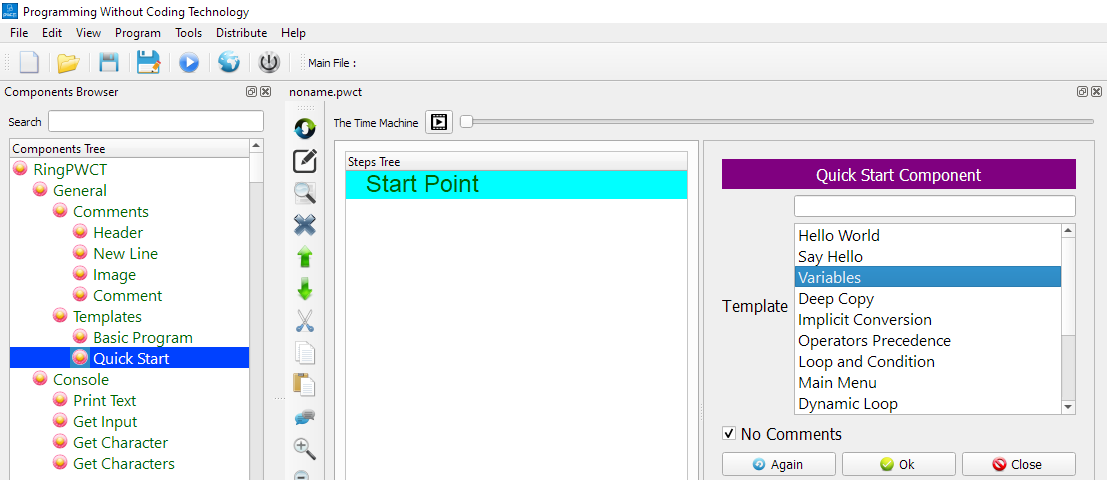 Programming Without Coding Technology
File Edit View Program Tools Distribute Help
Main File :
Components Browser
Search
Components Tree
RingPWCT
General
Comments
Header
New Line
Image
Comment
Templates
Basic Program
Quick Start
Console
Print Text
Get Input
Get Character
Get Characters
noname.pwct
The Time Machine
Steps Tree
Start Point
Quick Start Component
Template
Hello World
Say Hello
Variables
Deep Copy
Implicit Conversion
Operators Precedence
Loop and Condition
Main Menu
Dynamic Loop
No Comments
Again Ok Close